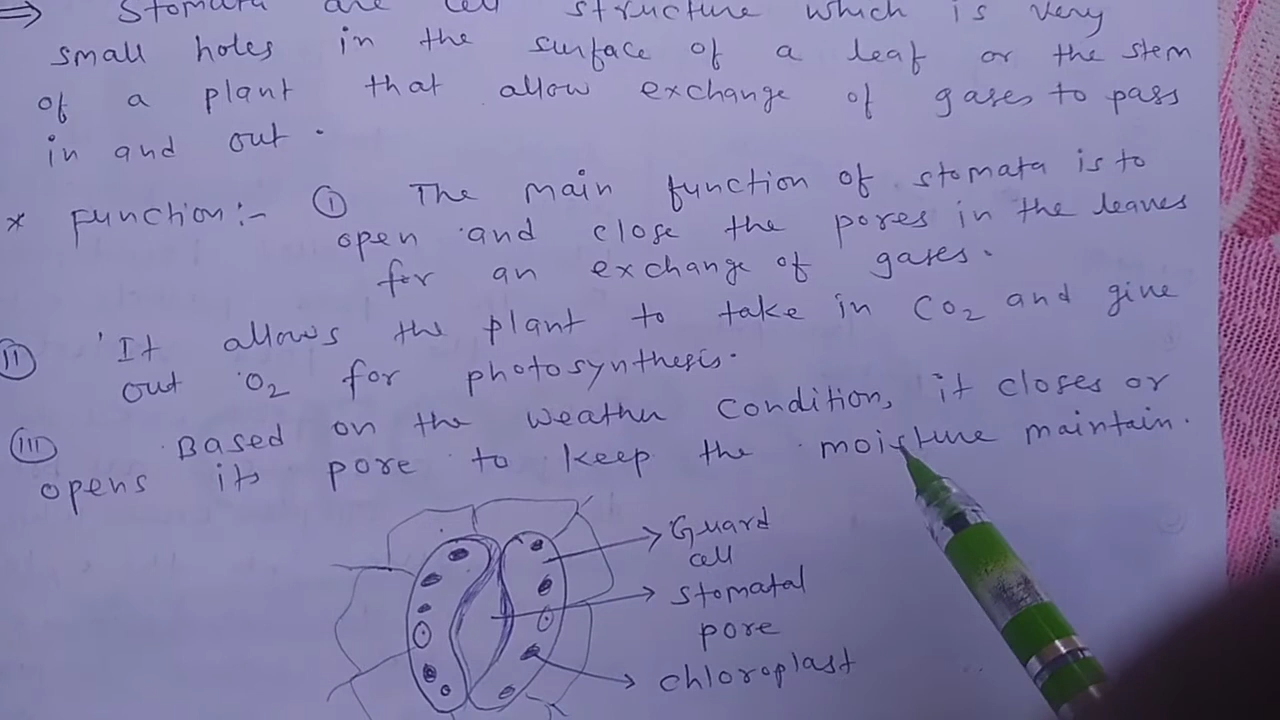 ⇒ Stomata are cell structure which is very
small holes in the surface of a leaf or the stem
of a plant that allow exchange of gases to pass
in and out.
* Function:- (i) The main function of stomata is to
open and close the pores in the leaves
for an exchange of gases.
(ii) It allows the plant to take in CO2 and give
out O2 for photosynthesis.
(iii) Based on the weather condition, it closes or
opens its pore to keep the moisture maintain.
Guard
cell
stomatal
pore
chloroplast